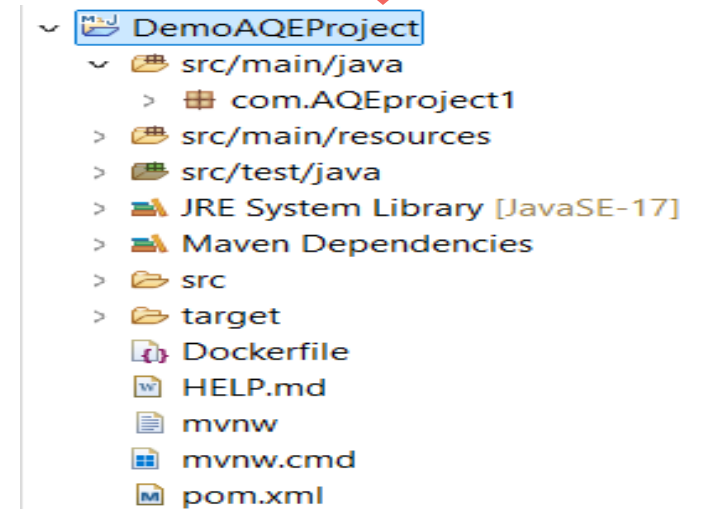 DemoAQEProject
src/main/java
com.AQEproject1
src/main/resources
src/test/java
JRE System Library [JavaSE-17]
Maven Dependencies
src
target
Dockerfile
HELP.md
mvnw
mvnw.cmd
pom.xml